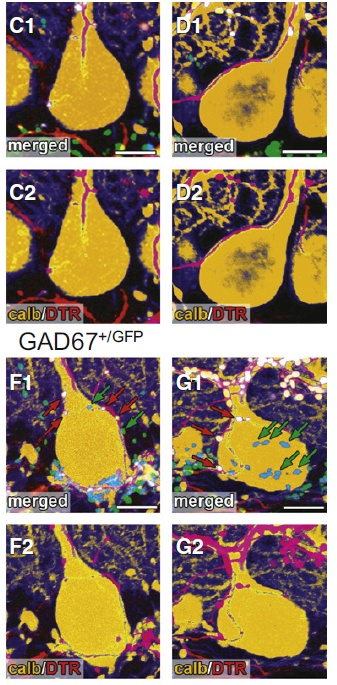 C1 D1
merged merged
C2 D2
calb/DTR calb/DTR
GAD67+/GFP
F1 G1
merged merged
F2 G2
calb/DTR calb/DTR